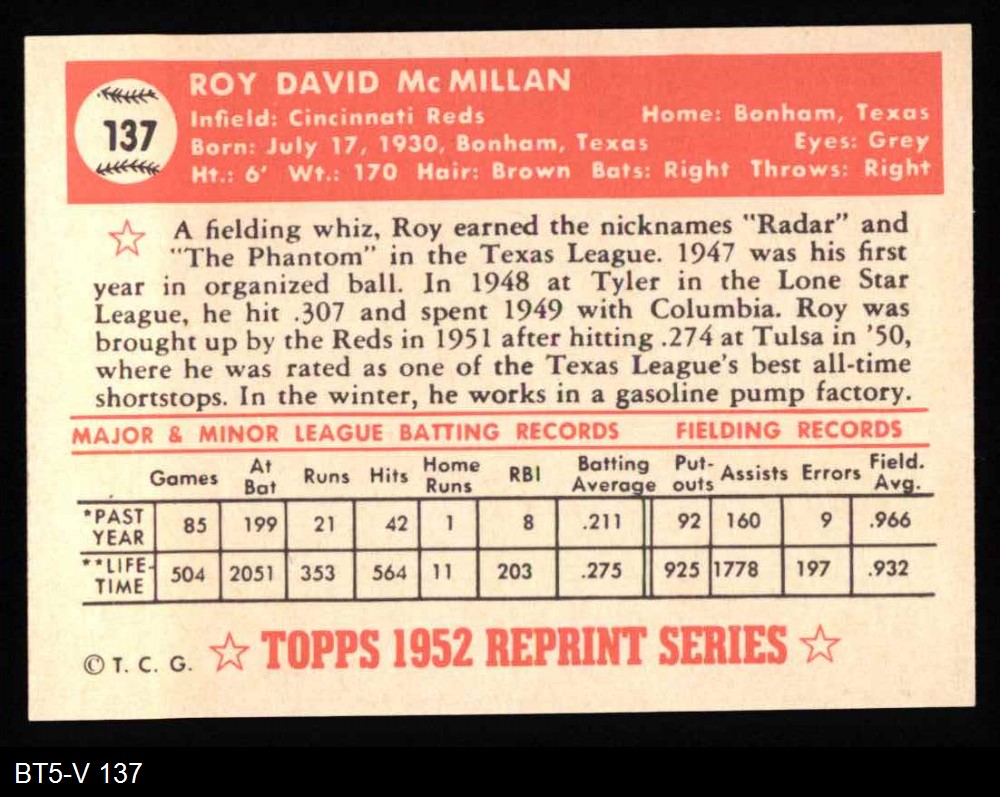 137
ROY DAVID McMILLAN
Infield: Cincinnati Reds Home: Bonham, Texas
Born: July 17, 1930, Bonham, Texas Eyes: Grey
Ht.: 6' Wt.: 170 Hair: Brown Bats: Right Throws: Right
A fielding whiz, Roy earned the nicknames "Radar" and
"The Phantom" in the Texas League. 1947 was his first
year in organized ball. In 1948 at Tyler in the Lone Star
League, he hit .307 and spent 1949 with Columbia. Roy was
brought up by the Reds in 1951 after hitting .274 at Tulsa in '50,
where he was rated as one of the Texas League's best all-time
shortstops. In the winter, he works in a gasoline pump factory.
MAJOR & MINOR LEAGUE BATTING RECORDS FIELDING RECORDS
Games At Bat Runs Hits Home Runs RBI Batting Average Put-outs Assists Errors Field. Avg.
*PAST YEAR 85 199 21 42 1 8 .211 92 160 9 .966
**LIFE-TIME 504 2051 353 564 11 203 .275 925 1778 197 .932
© T. C. G. ☆ TOPPS 1952 REPRINT SERIES ☆
BT5-V 137